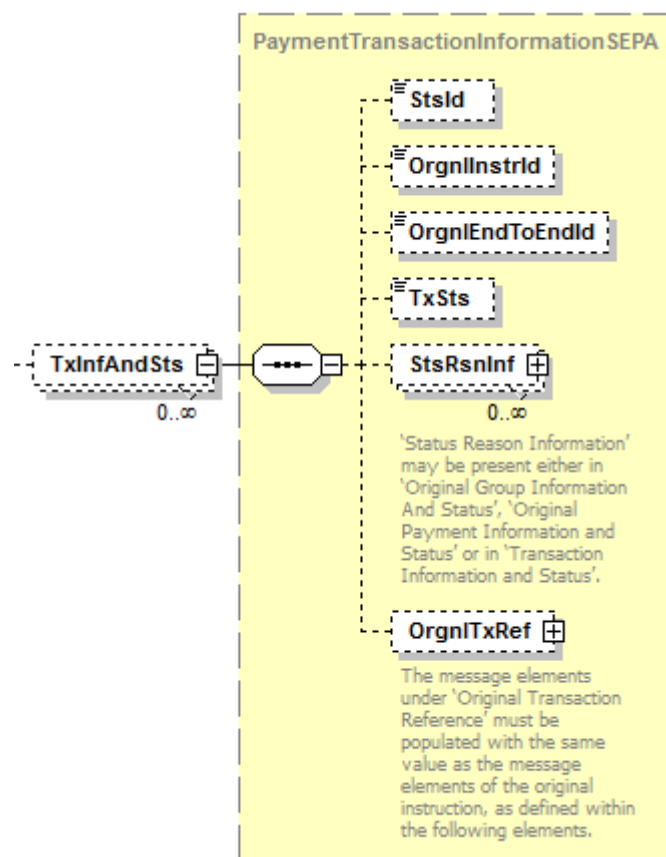 PaymentTransactionInformationSEPA
StsId
OrgnlInstrId
OrgnlEndToEndId
TxSts
TxInfAndSts
0..∞
StsRsnInf
0..∞
‘Status Reason Information’
may be present either in
‘Original Group Information
And Status’, ‘Original
Payment Information and
Status’ or in ‘Transaction
Information and Status’.
OrgnlTxRef
The message elements
under ‘Original Transaction
Reference’ must be
populated with the same
value as the message
elements of the original
instruction, as defined within
the following elements.